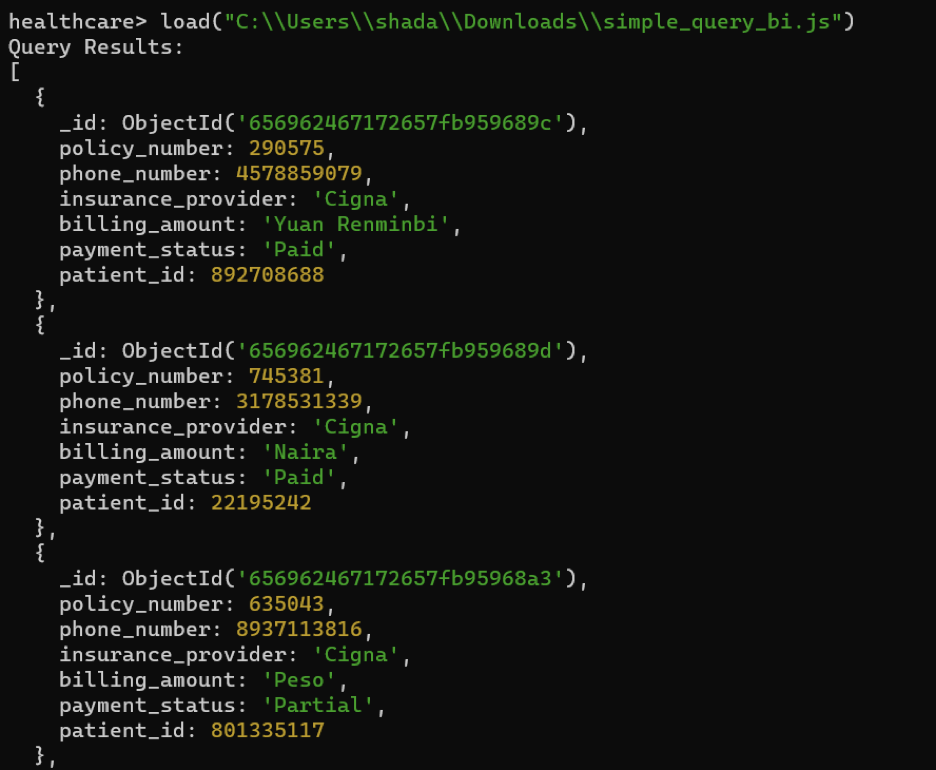 healthcare> load("C:\\Users\\shada\\Downloads\\simple_query_bi.js")
Query Results:
[
  {
    _id: ObjectId('656962467172657fb959689c'),
    policy_number: 290575,
    phone_number: 4578859079,
    insurance_provider: 'Cigna',
    billing_amount: 'Yuan Renminbi',
    payment_status: 'Paid',
    patient_id: 892708688
  },
  {
    _id: ObjectId('656962467172657fb959689d'),
    policy_number: 745381,
    phone_number: 3178531339,
    insurance_provider: 'Cigna',
    billing_amount: 'Naira',
    payment_status: 'Paid',
    patient_id: 22195242
  },
  {
    _id: ObjectId('656962467172657fb95968a3'),
    policy_number: 635043,
    phone_number: 8937113816,
    insurance_provider: 'Cigna',
    billing_amount: 'Peso',
    payment_status: 'Partial',
    patient_id: 801335117
  },